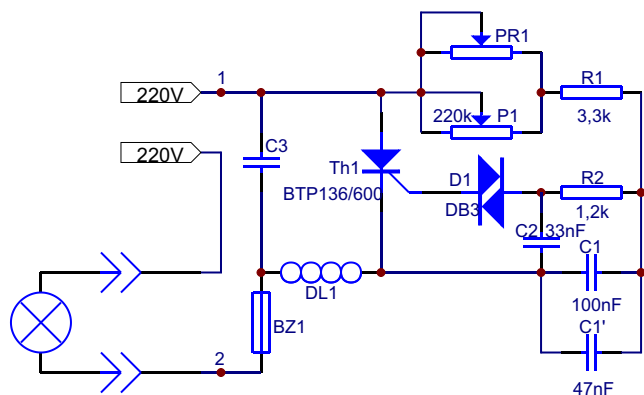 PR1
1
R1
220V
220k
P1
3,3k
C3
220V
Th1
D1
R2
BTP136/600
DB3
1,2k
C2
33nF
C1
DL1
100nF
BZ1
C1'
2
47nF